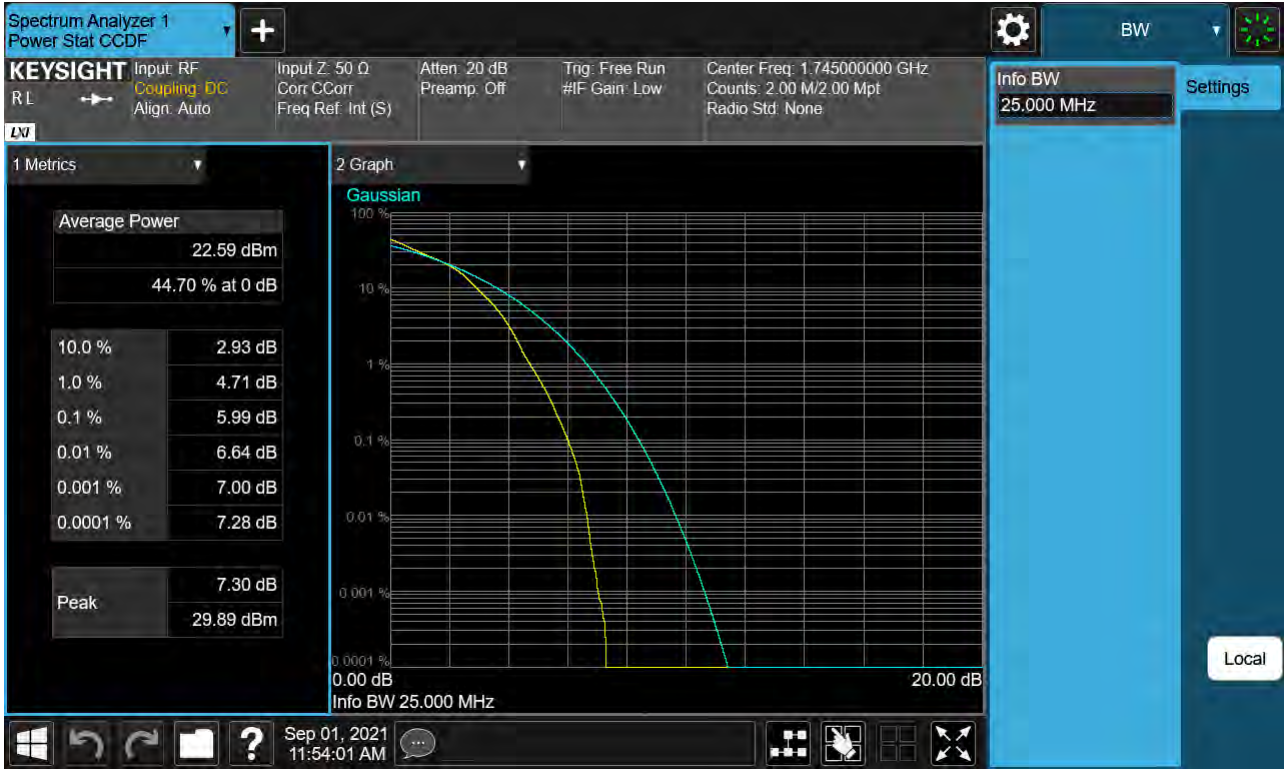 Spectrum Analyzer 1
Power Stat CCDF
BW
KEYSIGHT
R L
LXI
Input: RF
Coupling: DC
Align: Auto
Input Z: 50 Ω
Corr CCorr
Freq Ref: Int (S)
Atten: 20 dB
Preamp: Off
Trig: Free Run
#IF Gain: Low
Center Freq: 1.745000000 GHz
Counts: 2.00 M/2.00 Mpt
Radio Std: None
Info BW
25.000 MHz
Settings
1 Metrics
Average Power
22.59 dBm
44.70 % at 0 dB
10.0 % 2.93 dB
1.0 % 4.71 dB
0.1 % 5.99 dB
0.01 % 6.64 dB
0.001 % 7.00 dB
0.0001 % 7.28 dB
Peak
7.30 dB
29.89 dBm
2 Graph
Gaussian
100 %
10 %
1 %
0.1 %
0.01 %
0.001 %
0.0001 %
0.00 dB 20.00 dB
Info BW 25.000 MHz
Local
?
Sep 01, 2021
11:54:01 AM